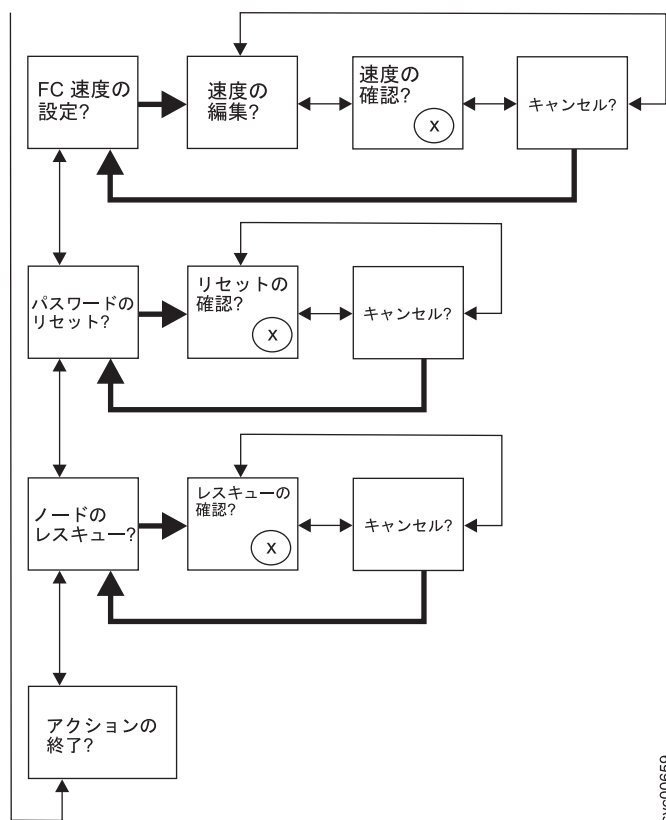 FC 速度の
設定?
速度の
編集?
速度の
確認?
x
キャンセル?
パスワードの
リセット?
リセットの
確認?
x
キャンセル?
ノードの
レスキュー?
レスキューの
確認?
x
キャンセル?
アクションの
終了?
svc00659